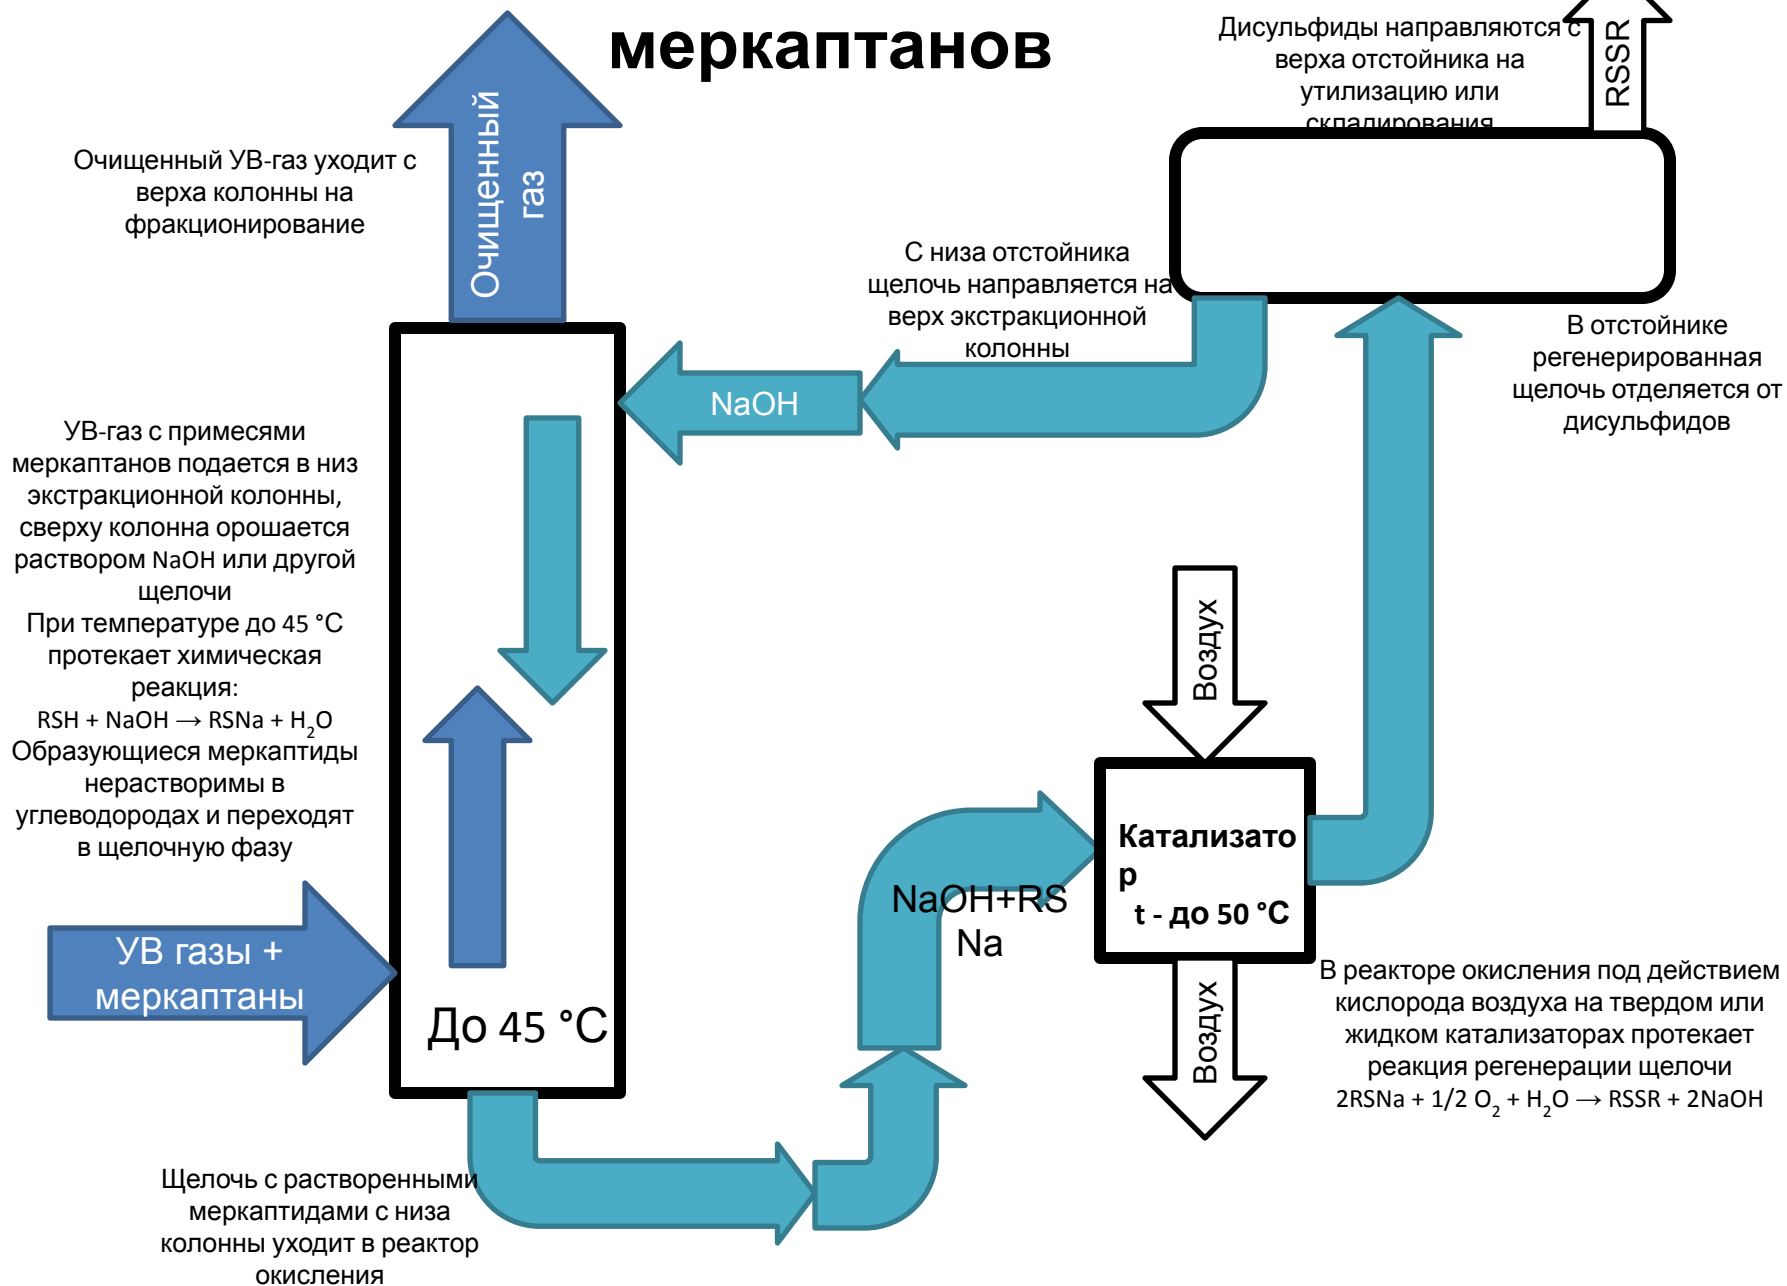 меркаптанов
Дисульфиды направляются с
верха отстойника на
утилизацию или
складирования
RSSR
Очищенный
газ
Очищенный УВ-газ уходит с
верха колонны на
фракционирование
С низа отстойника
щелочь направляется на
верх экстракционной
колонны
В отстойнике
регенерированная
щелочь отделяется от
дисульфидов
NaOH
УВ-газ с примесями
меркаптанов подается в низ
экстракционной колонны,
сверху колонна орошается
раствором NaOH или другой
щелочи
При температуре до 45 °С
протекает химическая
реакция:
RSH + NaOH → RSNa + H₂O
Образующиеся меркаптиды
нерастворимы в
углеводородах и переходят
в щелочную фазу
Воздух
Катализато
р
t - до 50 °С
NaOH+RS
Na
УВ газы +
меркаптаны
До 45 °С
Воздух
В реакторе окисления под действием
кислорода воздуха на твердом или
жидком катализаторах протекает
реакция регенерации щелочи
2RSNa + 1/2 O₂ + H₂O → RSSR + 2NaOH
Щелочь с растворенными
меркаптидами с низа
колонны уходит в реактор
окисления